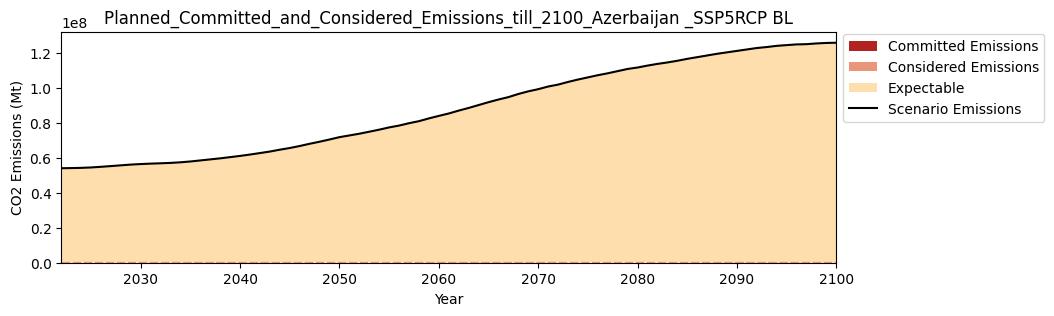 Planned_Committed_and_Considered_Emissions_till_2100_Azerbaijan _SSP5RCP BL
1e8
1.2
1.0
0.8
0.6
0.4
0.2
0.0
CO2 Emissions (Mt)
2030 2040 2050 2060 2070 2080 2090 2100
Year
Committed Emissions
Considered Emissions
Expectable
Scenario Emissions